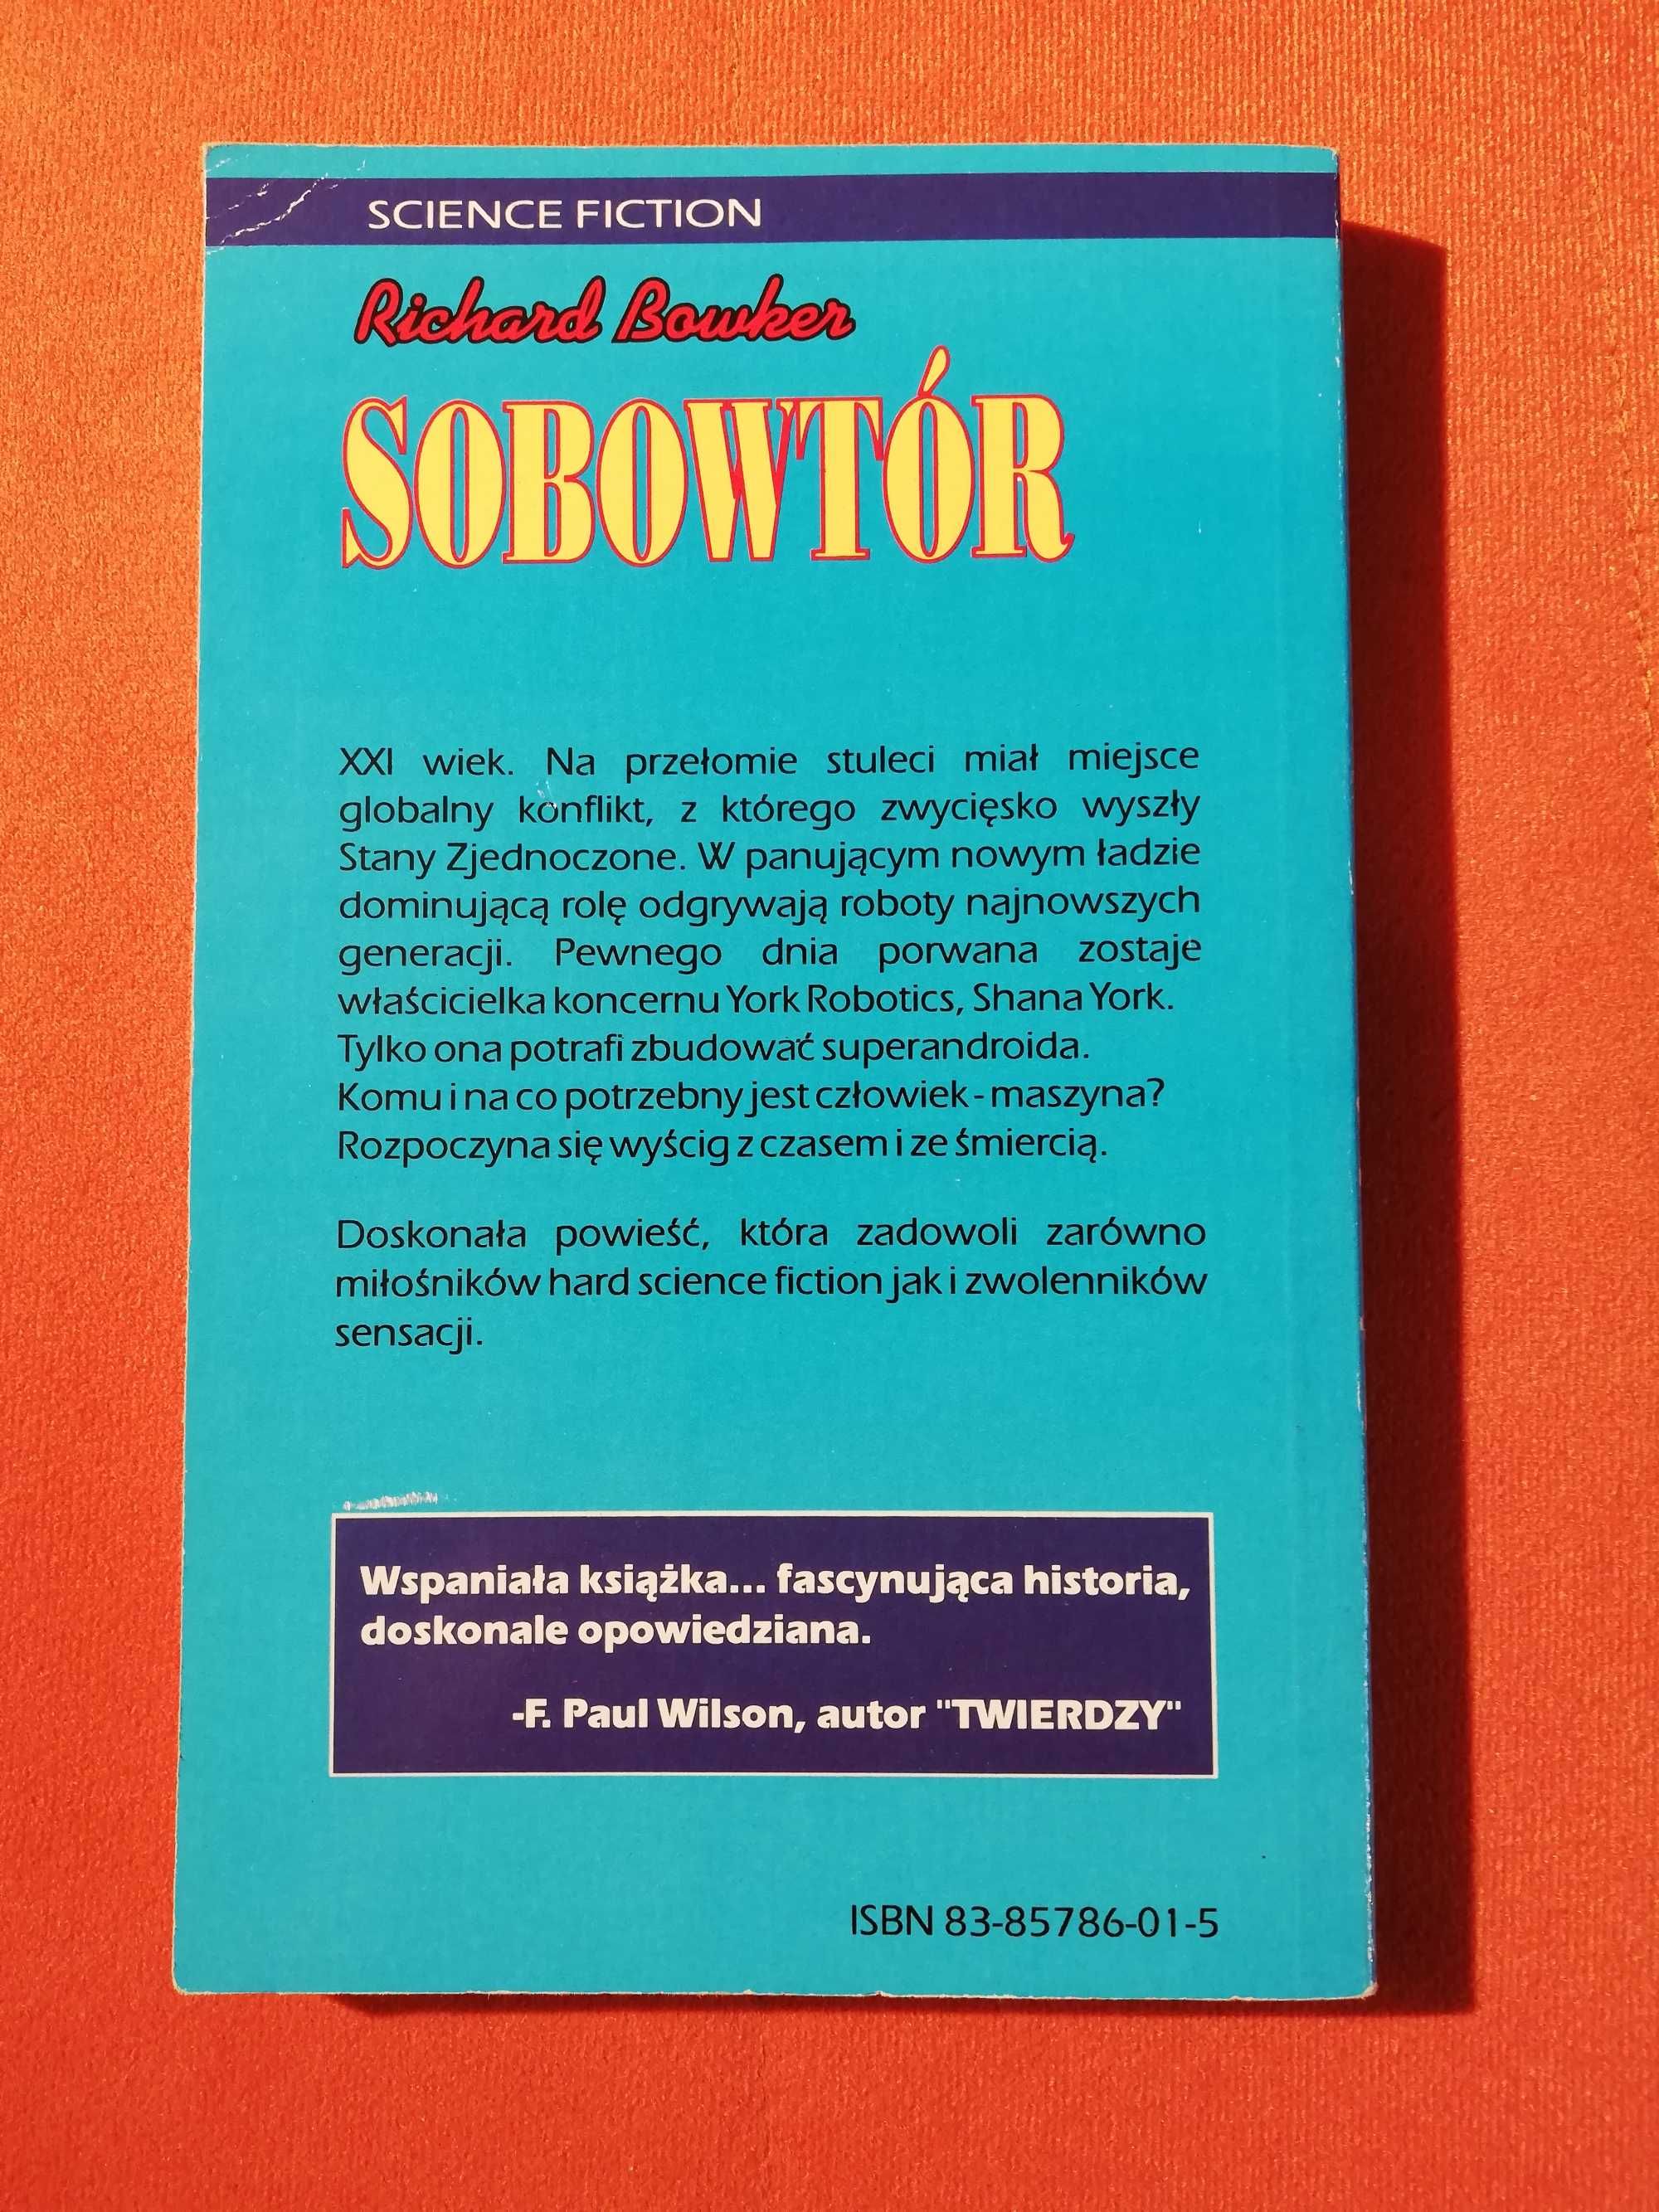 SCIENCE FICTION
Richard Bowker
SOBOWTÓR
XXI wiek. Na przełomie stuleci miał miejsce
globalny konflikt, z którego zwycięsko wyszły
Stany Zjednoczone. W panującym nowym ładzie
dominującą rolę odgrywają roboty najnowszych
generacji. Pewnego dnia porwana zostaje
właścicielka koncernu York Robotics, Shana York.
Tylko ona potrafi zbudować superandroida.
Komu i na co potrzebny jest człowiek - maszyna?
Rozpoczyna się wyścig z czasem i ze śmiercią.
Doskonała powieść, która zadowoli zarówno
miłośników hard science fiction jak i zwolenników
sensacji.
Wspaniała książka... fascynująca historia,
doskonale opowiedziana.
-F. Paul Wilson, autor "TWIERDZY"
ISBN 83-85786-01-5